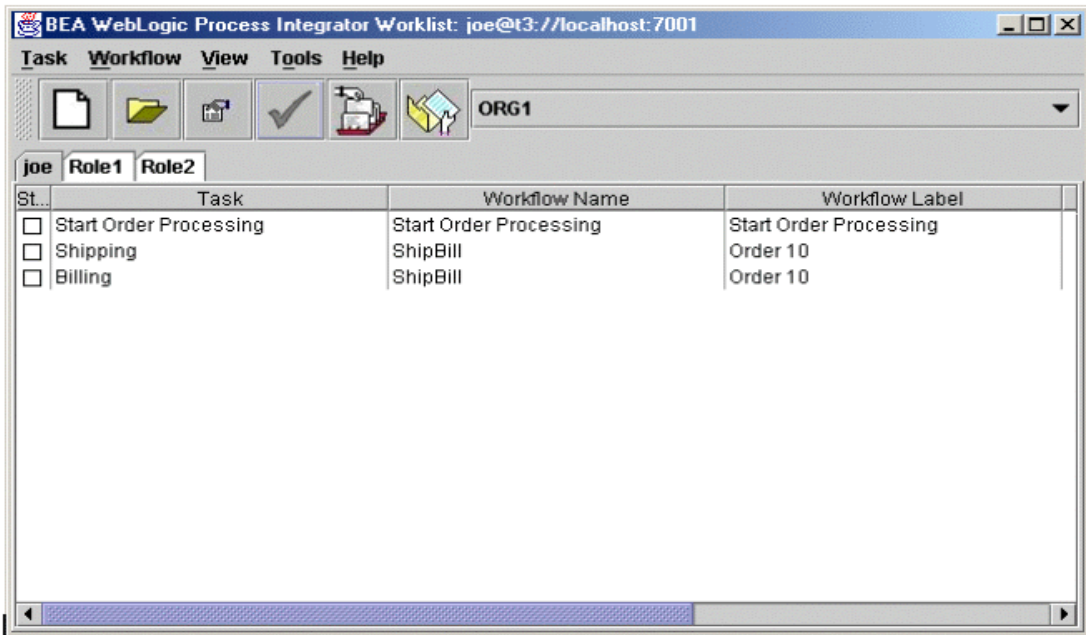 BEA WebLogic Process Integrator Worklist: joe@t3://localhost:7001
Task Workflow View Tools Help
ORG1
joe Role1 Role2
St... Task Workflow Name Workflow Label
Start Order Processing Start Order Processing Start Order Processing
Shipping ShipBill Order 10
Billing ShipBill Order 10